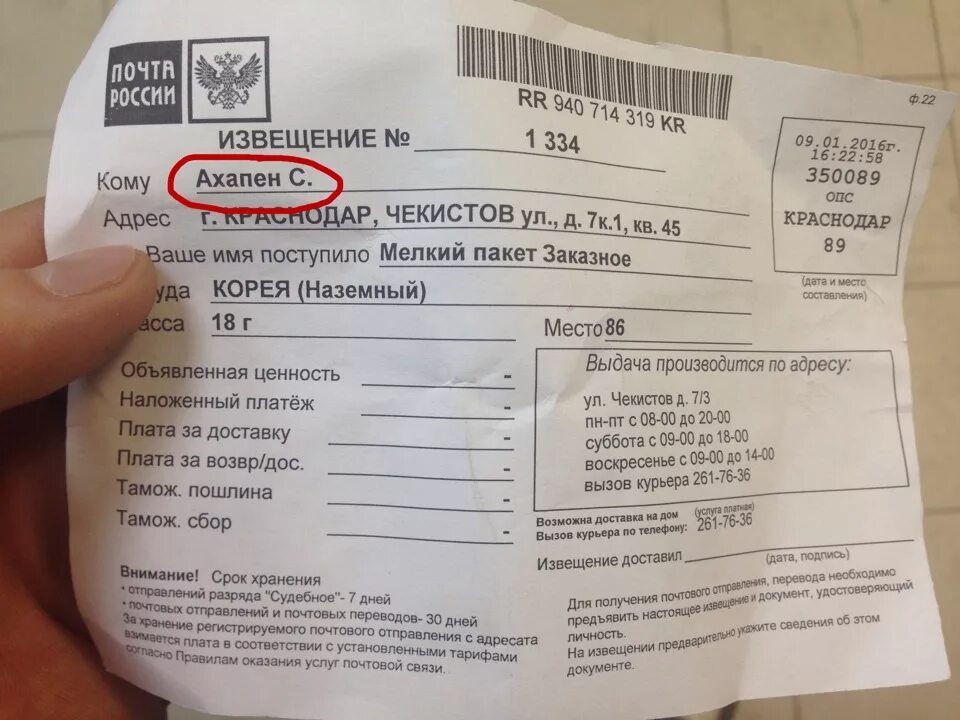 ПОЧТА
РОССИИ
RR 940 714 319 KR
ф.22
ИЗВЕЩЕНИЕ № 1 334
Кому Ахапен С.
Адрес г. КРАСНОДАР, ЧЕКИСТОВ ул., д. 7к.1, кв. 45
Ваше имя поступило Мелкий пакет Заказное
уда КОРЕЯ (Наземный)
асса 18 г
Место 86
09.01.2016г.
16:22:58
350089
ОПС
КРАСНОДАР
89
(дата и место
составления)
Объявленная ценность -
Наложенный платёж -
Плата за доставку -
Плата за возвр/дос. -
Тамож. пошлина -
Тамож. сбор -
Выдача производится по адресу:
ул. Чекистов д. 7/3
пн-пт с 08-00 до 20-00
суббота с 09-00 до 18-00
воскресенье с 09-00 до 14-00
вызов курьера 261-76-36
Возможна доставка на дом (услуга платная)
Вызов курьера по телефону: 261-76-36
Извещение доставил
(дата, подпись)
Внимание! Срок хранения
• отправлений разряда "Судебное"- 7 дней
• почтовых отправлений и почтовых переводов- 30 дней
За хранение регистрируемого почтового отправления с адресата
взимается плата в соответствии с установленными тарифами
согласно Правилам оказания услуг почтовой связи.
Для получения почтового отправления, перевода необходимо
предъявить настоящее извещение и документ, удостоверяющий
личность.
На извещении предварительно укажите сведения об этом
документе.